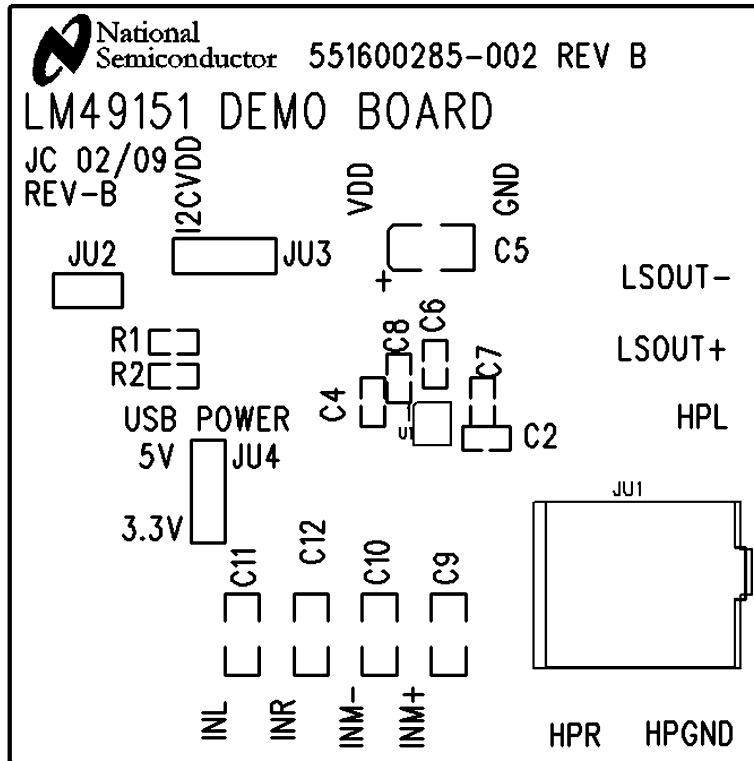 National
Semiconductor
551600285-002 REV B
LM49151 DEMO BOARD
JC 02/09
REV-B
I2CVDD
VDD
GND
JU2
JU3
C5
+
LSOUT-
R1
C8
C6
LSOUT+
R2
C4
C7
USB POWER
U1
C2
HPL
5V
JU4
3.3V
JU1
C11
C12
C10
C9
INL
INR
INM-
INM+
HPR
HPGND